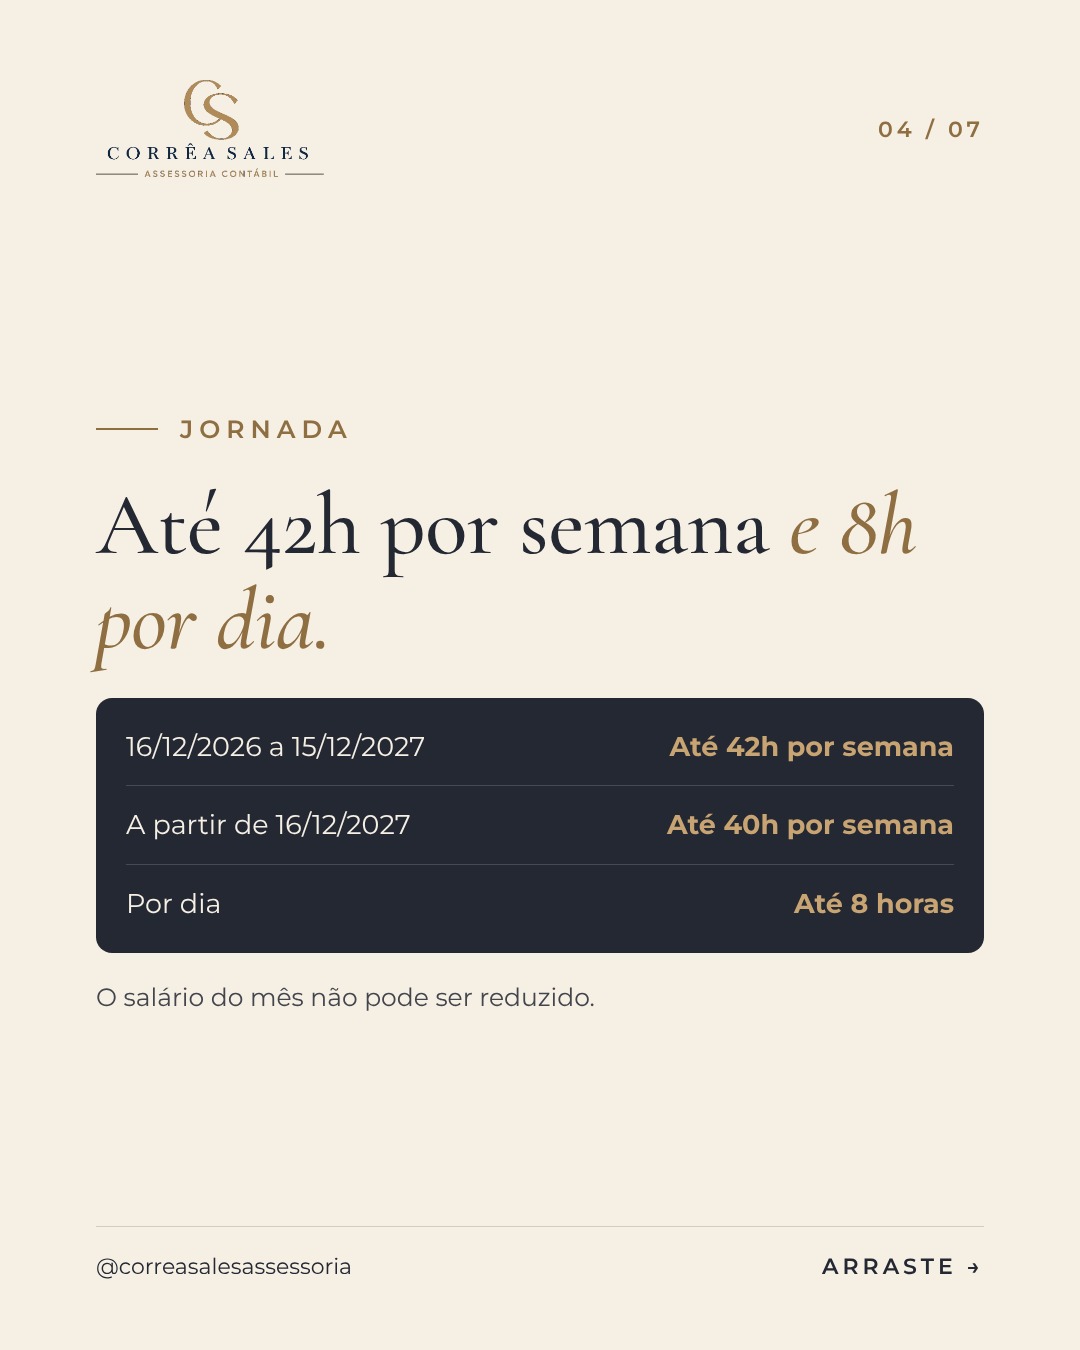 CS
CORRÊA SALES
ASSESSORIA CONTÁBIL
04 / 07
JORNADA
Até 42h por semana e 8h
por dia.
16/12/2026 a 15/12/2027 Até 42h por semana
A partir de 16/12/2027 Até 40h por semana
Por dia Até 8 horas
O salário do mês não pode ser reduzido.
@correasalesassessoria ARRASTE →